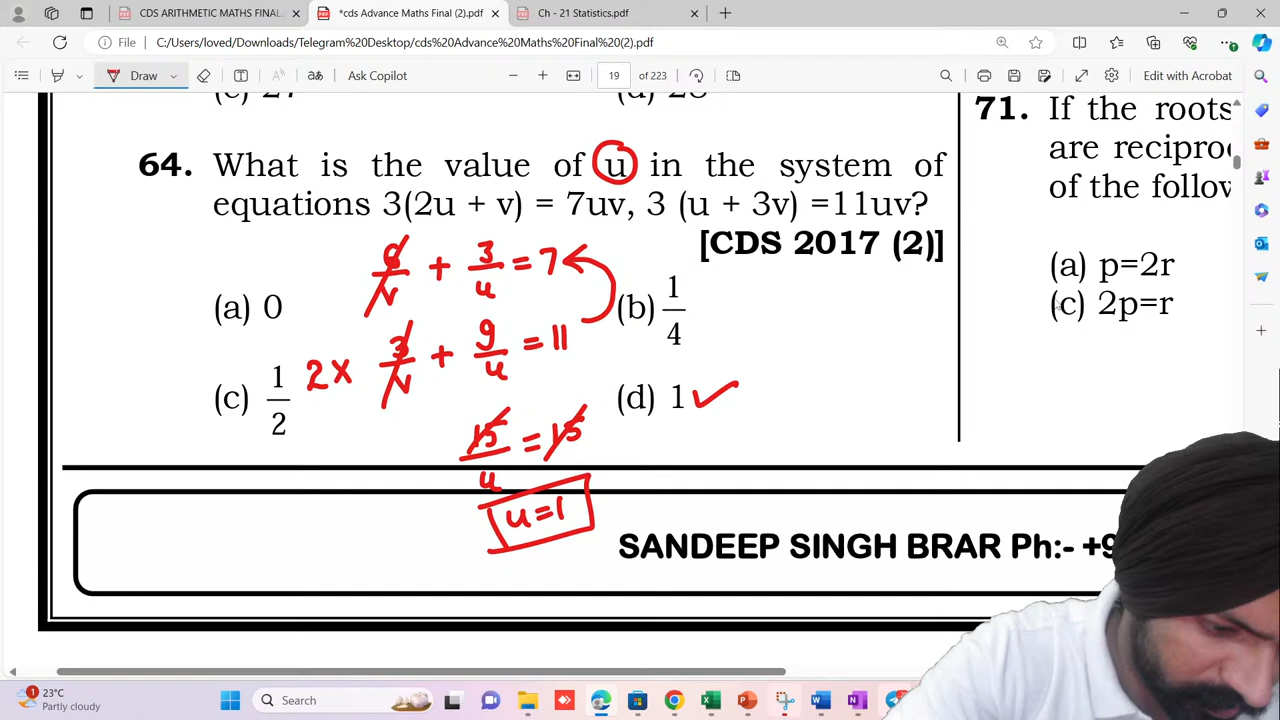 CDS ARITHMETIC MATHS FINAL
*cds Advance Maths Final (2).pdf
Ch - 21 Statistics.pdf
File
C:/Users/loved/Downloads/Telegram%20Desktop/cds%20Advance%20Maths%20Final%20(2).pdf
Draw
Ask Copilot
19 of 223
Edit with Acrobat
64. What is the value of u in the system of
equations 3(2u + v) = 7uv, 3 (u + 3v) =11uv?
[CDS 2017 (2)]
6/v + 3/u = 7
(a) 0
(b) 1/4
2 x 3/v + 9/u = 11
(c) 1/2
(d) 1 ✓
15/u = 15
u=1
71. If the roots
are recipro
of the follow
(a) p=2r
(c) 2p=r
SANDEEP SINGH BRAR Ph:- +9
1
23°C
Partly cloudy
Search